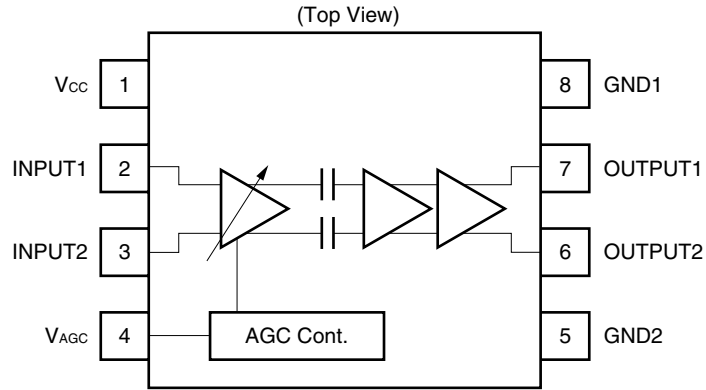 (Top View)
VCC 1 8 GND1
INPUT1 2 7 OUTPUT1
INPUT2 3 6 OUTPUT2
VAGC 4 AGC Cont. 5 GND2